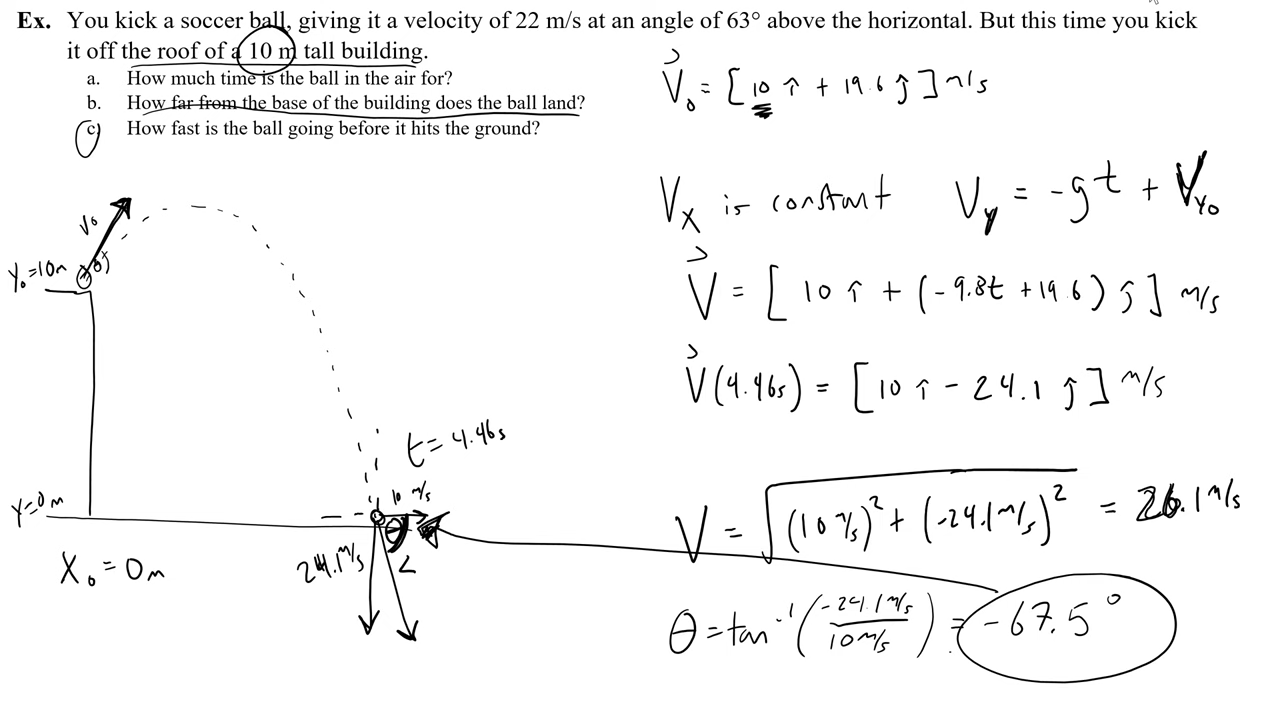 Ex. You kick a soccer ball, giving it a velocity of 22 m/s at an angle of 63° above the horizontal. But this time you kick
it off the roof of a 10 m tall building.
a. How much time is the ball in the air for?
b. How far from the base of the building does the ball land?
c) How fast is the ball going before it hits the ground?
V⃗₀ = [10 î + 19.6 ĵ] m/s
Vx is constant Vy = -gt + Vy₀
V⃗ = [10 î + (-9.8t + 19.6) ĵ] m/s
V⃗(4.46s) = [10 î - 24.1 ĵ] m/s
V = √((10 m/s)² + (-24.1 m/s)²) = 26.1 m/s
θ = tan⁻¹(-24.1 m/s / 10 m/s) = -67.5°
V₀
Y₀=10m
t = 4.46s
10 m/s
Y=0m
θ
24.1 m/s
X₀ = 0m